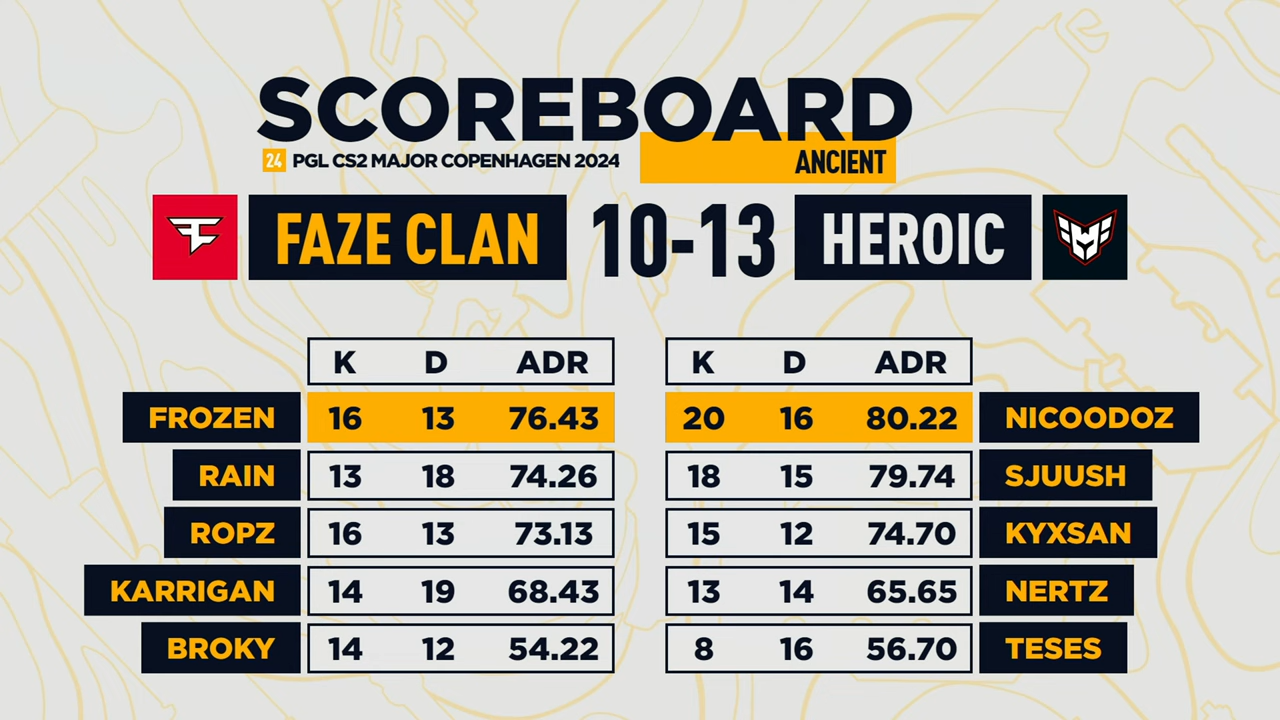 SCOREBOARD
24 PGL CS2 MAJOR COPENHAGEN 2024
ANCIENT
FAZE CLAN 10-13 HEROIC
K D ADR K D ADR
FROZEN 16 13 76.43 20 16 80.22 NICOODOZ
RAIN 13 18 74.26 18 15 79.74 SJUUSH
ROPZ 16 13 73.13 15 12 74.70 KYXSAN
KARRIGAN 14 19 68.43 13 14 65.65 NERTZ
BROKY 14 12 54.22 8 16 56.70 TESES